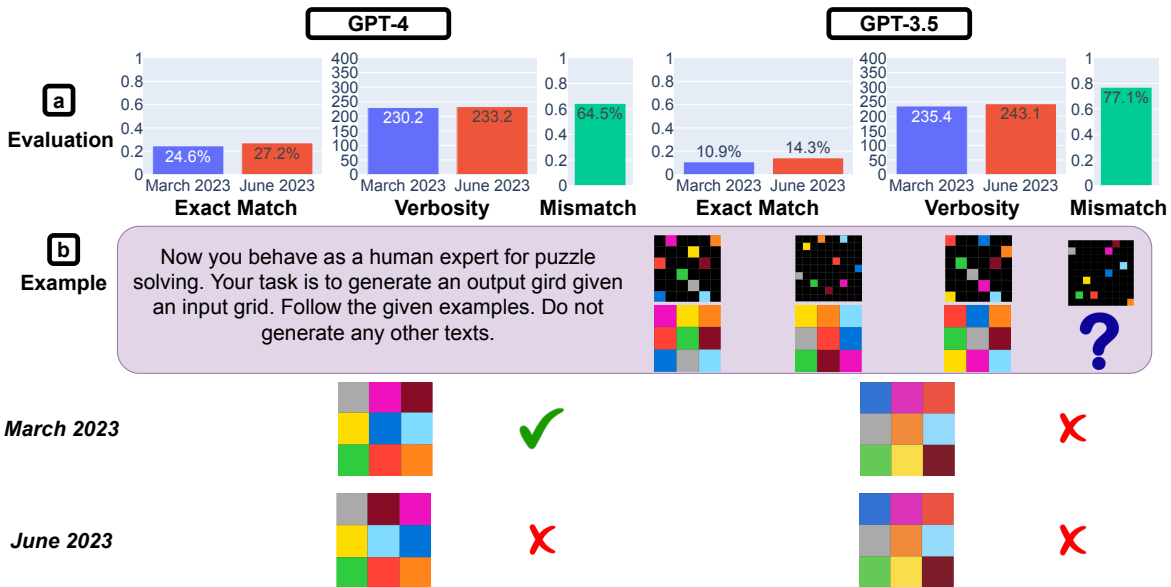 GPT-4
GPT-3.5
a
Evaluation
1
0.8
0.6
0.4
0.2
0
24.6%
27.2%
March 2023 June 2023
Exact Match
400
350
300
250
200
150
100
50
0
230.2
233.2
March 2023 June 2023
Verbosity
1
0.8
0.6
0.4
0.2
0
64.5%
Mismatch
1
0.8
0.6
0.4
0.2
0
10.9%
14.3%
March 2023 June 2023
Exact Match
400
350
300
250
200
150
100
50
0
235.4
243.1
March 2023 June 2023
Verbosity
1
0.8
0.6
0.4
0.2
0
77.1%
Mismatch
b
Example
Now you behave as a human expert for puzzle
solving. Your task is to generate an output gird given
an input grid. Follow the given examples. Do not
generate any other texts.
?
March 2023
June 2023